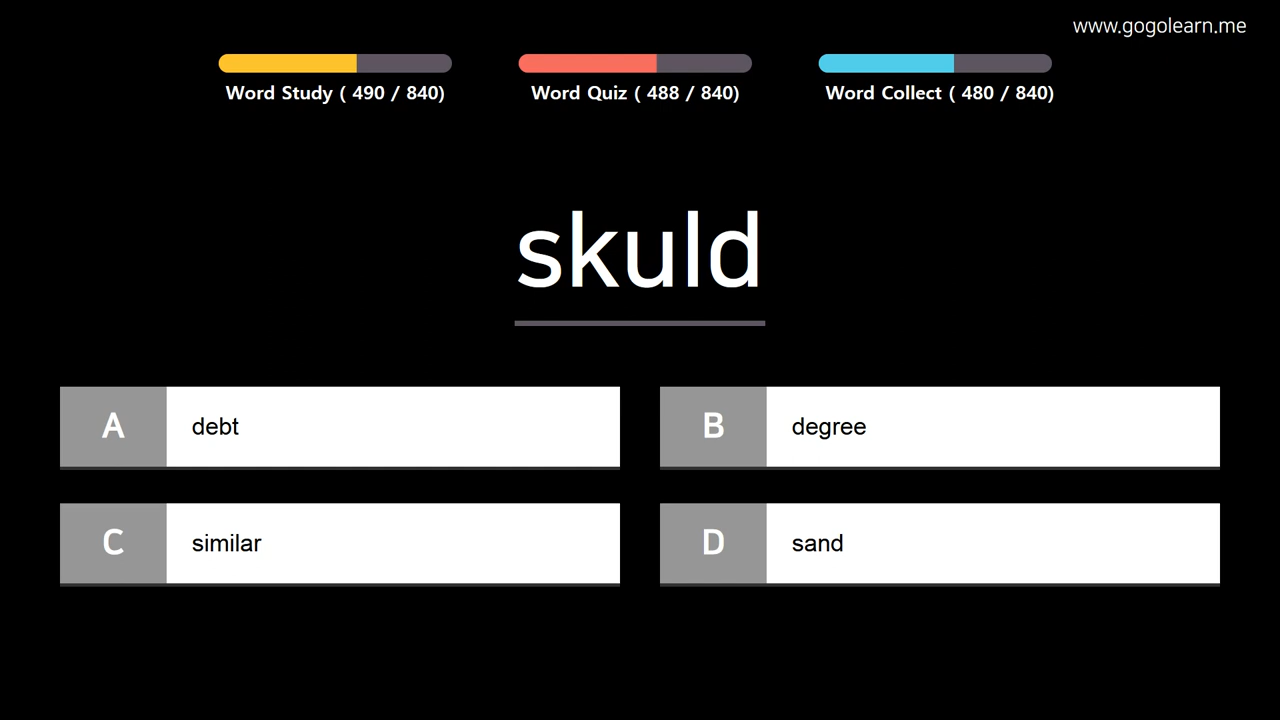 www.gogolearn.me
Word Study ( 490 / 840)
Word Quiz ( 488 / 840)
Word Collect ( 480 / 840)
skuld
A debt
B degree
C similar
D sand